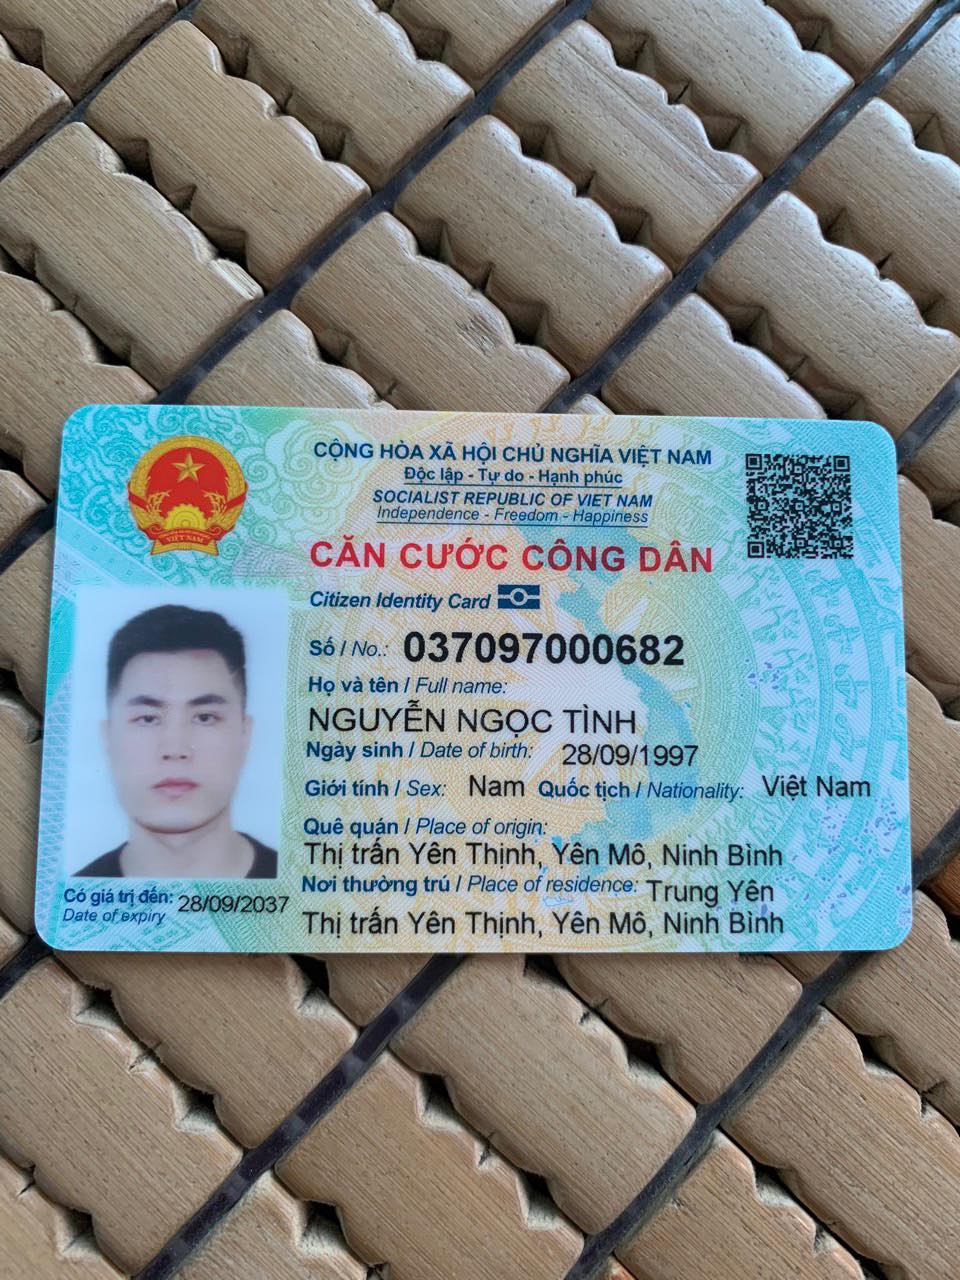 CỘNG HÒA XÃ HỘI CHỦ NGHĨA VIỆT NAM
Độc lập - Tự do - Hạnh phúc
SOCIALIST REPUBLIC OF VIET NAM
Independence - Freedom - Happiness
VIỆT NAM
CĂN CƯỚC CÔNG DÂN
Citizen Identity Card
Số / No.: 037097000682
Họ và tên / Full name:
NGUYỄN NGỌC TÌNH
Ngày sinh / Date of birth: 28/09/1997
Giới tính / Sex: Nam Quốc tịch / Nationality: Việt Nam
Quê quán / Place of origin:
Thị trấn Yên Thịnh, Yên Mô, Ninh Bình
Nơi thường trú / Place of residence: Trung Yên
Thị trấn Yên Thịnh, Yên Mô, Ninh Bình
Có giá trị đến: 28/09/2037
Date of expiry